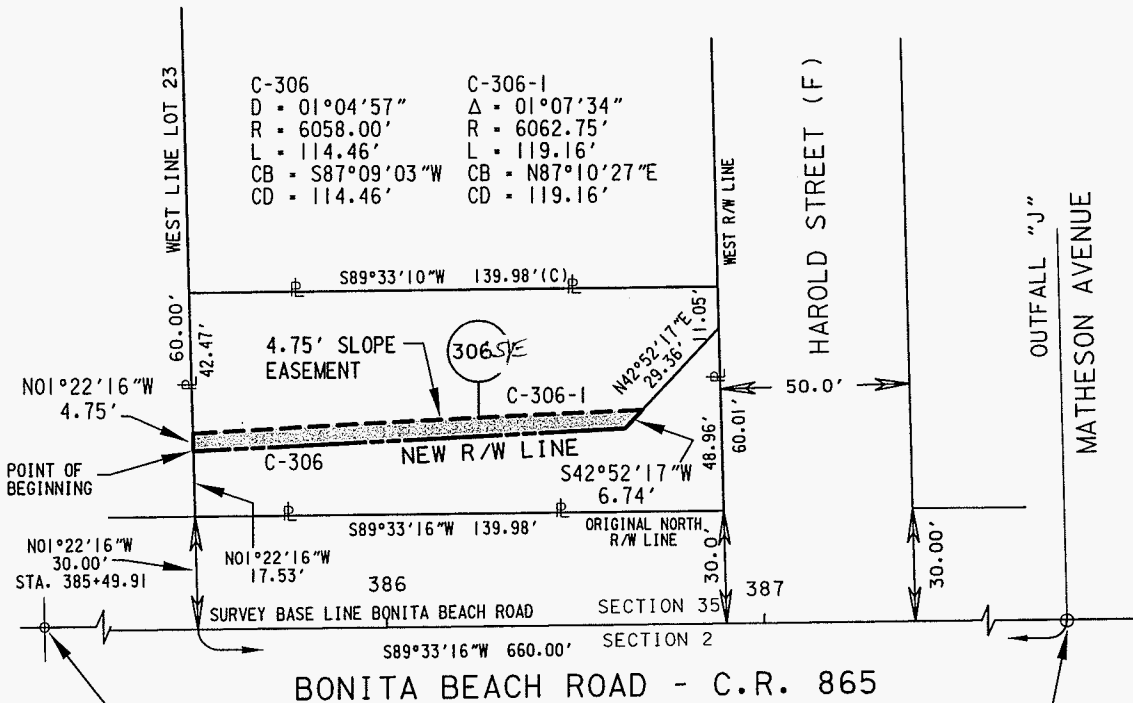 WEST LINE LOT 23
C-306
D = 01°04'57"
R = 6058.00'
L = 114.46'
CB = S87°09'03"W
CD = 114.46'
C-306-1
Δ = 01°07'34"
R = 6062.75'
L = 119.16'
CB = N87°10'27"E
CD = 119.16'
WEST R/W LINE
HAROLD STREET (F)
OUTFALL "J"
MATHESON AVENUE
S89°33'10"W 139.98'(C)
60.00'
42.47'
4.75' SLOPE
EASEMENT
306 S/E
C-306-1
N42°52'17"E
29.36'
11.05'
50.0'
N01°22'16"W
4.75'
POINT OF
BEGINNING
C-306
NEW R/W LINE
S42°52'17"W
6.74'
48.96'
60.01'
S89°33'16"W 139.98'
ORIGINAL NORTH
R/W LINE
N01°22'16"W
30.00'
STA. 385+49.91
N01°22'16"W
17.53'
30.0'
30.00'
386
387
SURVEY BASE LINE BONITA BEACH ROAD
SECTION 35
SECTION 2
S89°33'16"W 660.00'
BONITA BEACH ROAD - C.R. 865